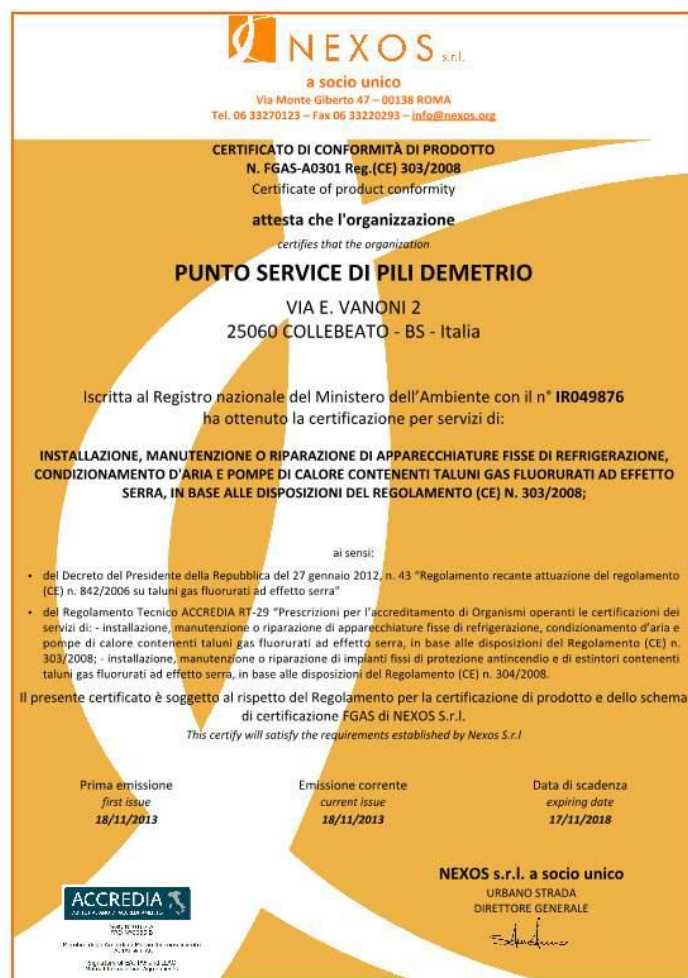 NEXOS s.r.l.
a socio unico
Via Monte Giberto 47 – 00138 ROMA
Tel. 06 33270123 – Fax 06 33220293 – info@nexos.org
CERTIFICATO DI CONFORMITÀ DI PRODOTTO
N. FGAS-A0301 Reg.(CE) 303/2008
Certificate of product conformity
attesta che l'organizzazione
certifies that the organization
PUNTO SERVICE DI PILI DEMETRIO
VIA E. VANONI 2
25060 COLLEBEATO - BS - Italia
Iscritta al Registro nazionale del Ministero dell'Ambiente con il n° IR049876
ha ottenuto la certificazione per servizi di:
INSTALLAZIONE, MANUTENZIONE O RIPARAZIONE DI APPARECCHIATURE FISSE DI REFRIGERAZIONE,
CONDIZIONAMENTO D'ARIA E POMPE DI CALORE CONTENENTI TALUNI GAS FLUORURATI AD EFFETTO
SERRA, IN BASE ALLE DISPOSIZIONI DEL REGOLAMENTO (CE) N. 303/2008;
ai sensi:
• del Decreto del Presidente della Repubblica del 27 gennaio 2012, n. 43 "Regolamento recante attuazione del regolamento
(CE) n. 842/2006 su taluni gas fluorurati ad effetto serra"
• del Regolamento Tecnico ACCREDIA RT-29 "Prescrizioni per l'accreditamento di Organismi operanti le certificazioni dei
servizi di: - installazione, manutenzione o riparazione di apparecchiature fisse di refrigerazione, condizionamento d'aria e
pompe di calore contenenti taluni gas fluorurati ad effetto serra, in base alle disposizioni del Regolamento (CE) n.
303/2008; - installazione, manutenzione o riparazione di impianti fissi di protezione antincendio e di estintori contenenti
taluni gas fluorurati ad effetto serra, in base alle disposizioni del Regolamento (CE) n. 304/2008.
Il presente certificato è soggetto al rispetto del Regolamento per la certificazione di prodotto e dello schema
di certificazione FGAS di NEXOS S.r.l.
This certify will satisfy the requirements established by Nexos S.r.l
Prima emissione
first issue
18/11/2013
Emissione corrente
current issue
18/11/2013
Data di scadenza
expiring date
17/11/2018
NEXOS s.r.l. a socio unico
URBANO STRADA
DIRETTORE GENERALE
ACCREDIA